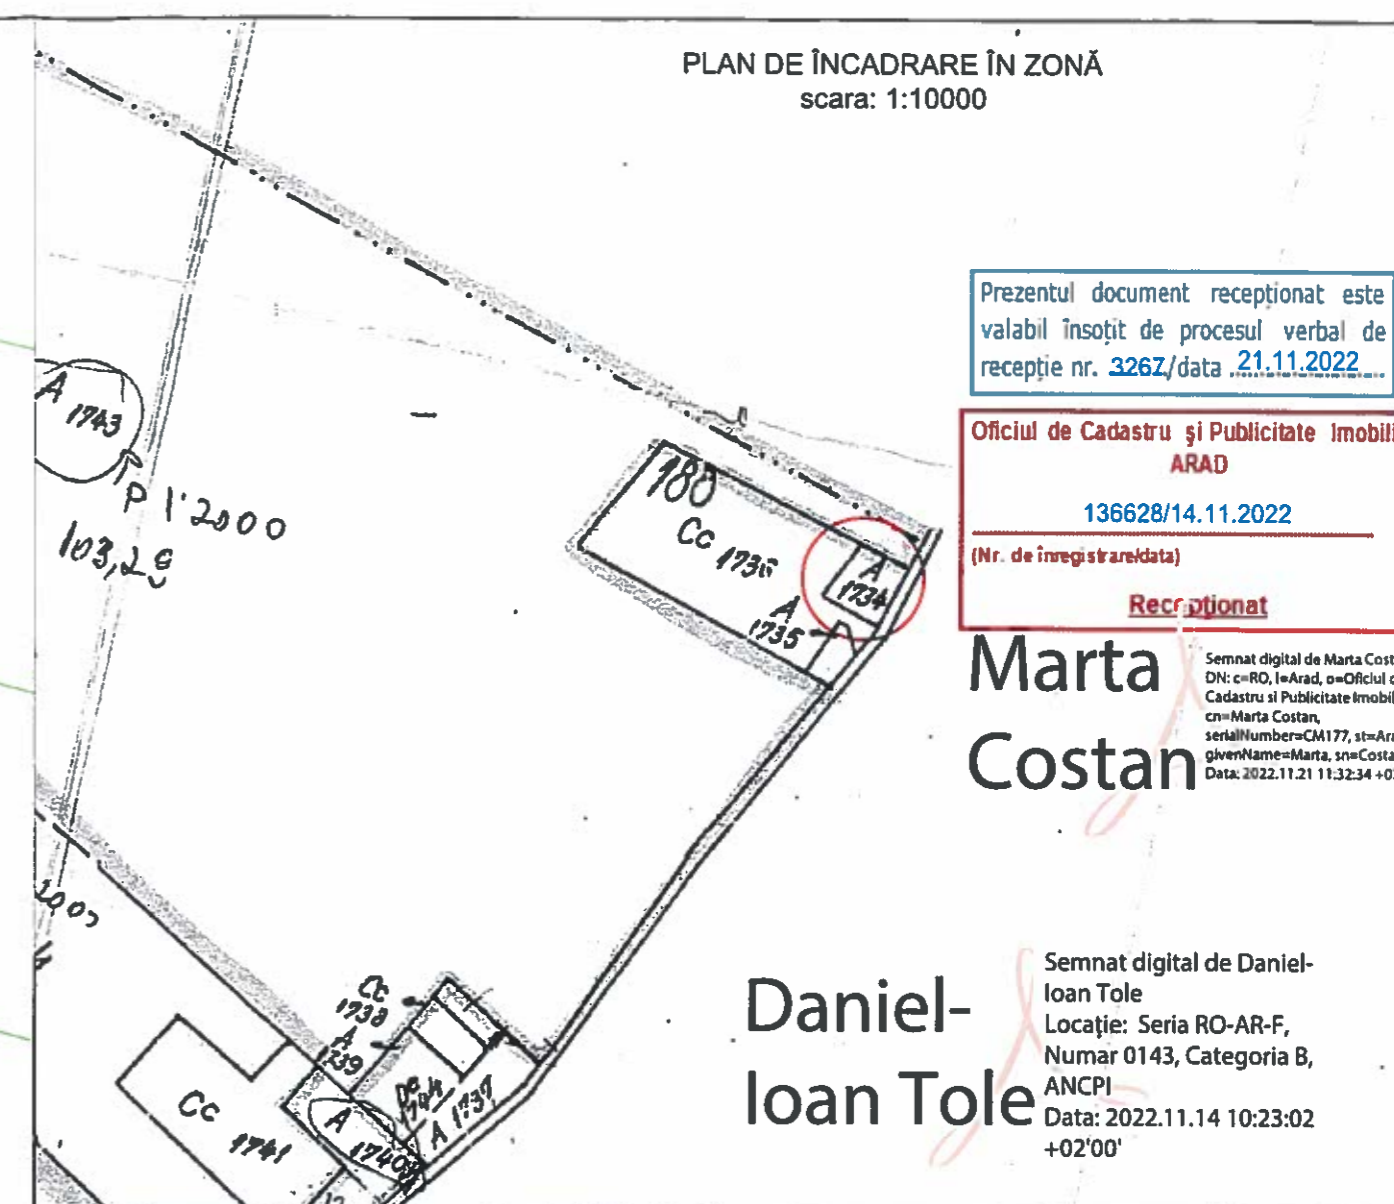 PLAN DE ÎNCADRARE ÎN ZONĂ
scara: 1:10000
Prezentul document recepționat este
valabil însoțit de procesul verbal de
recepție nr. 3267/data 21.11.2022
Oficiul de Cadastru și Publicitate Imobili
ARAD
136628/14.11.2022
(Nr. de înregistrare/data)
Recepționat
Marta
Costan
Semnat digital de Marta Cost
DN: c=RO, l=Arad, o=Oficiul d
Cadastru si Publicitate Imobil
cn=Marta Costan,
serialNumber=CM177, st=Ara
givenName=Marta, sn=Costa
Data: 2022.11.21 11:32:34 +0
A
1743
P 1:2000
103,29
180
Cc 1736
A
1734
A
1735
Daniel-
Ioan Tole
Semnat digital de Daniel-
Ioan Tole
Locație: Seria RO-AR-F,
Numar 0143, Categoria B,
ANCPI
Data: 2022.11.14 10:23:02
+02'00'
Cc
1738
A
1739
A 1737
Cc
1741
A
1740